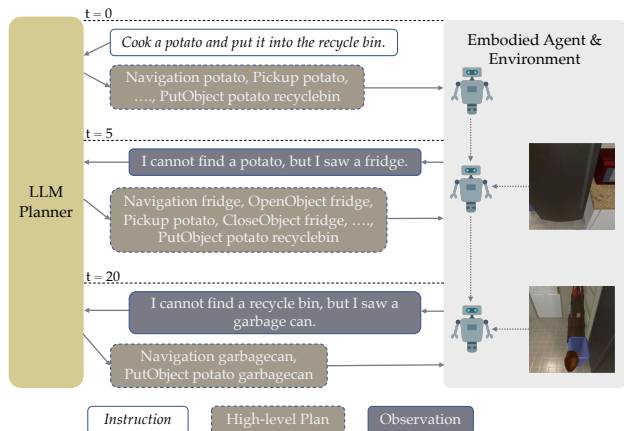 t = 0
Cook a potato and put it into the recycle bin.
Embodied Agent &
Environment
Navigation potato, Pickup potato,
…., PutObject potato recyclebin
t = 5
I cannot find a potato, but I saw a fridge.
LLM
Planner
Navigation fridge, OpenObject fridge,
Pickup potato, CloseObject fridge, ….,
PutObject potato recyclebin
t = 20
I cannot find a recycle bin, but I saw a
garbage can.
Navigation garbagecan,
PutObject potato garbagecan
Instruction
High-level Plan
Observation